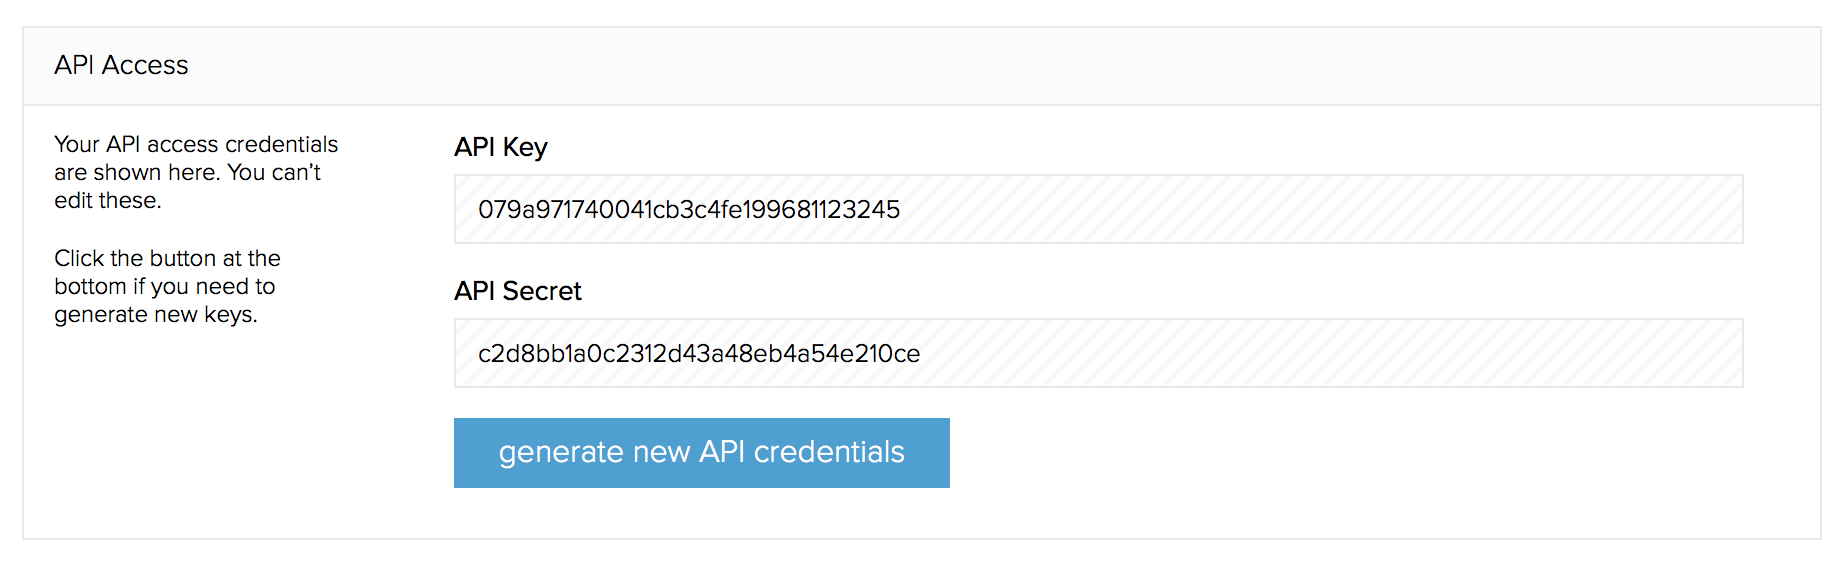 API Access
Your API access credentials
are shown here. You can’t
edit these.
Click the button at the
bottom if you need to
generate new keys.
API Key
079a971740041cb3c4fe199681123245
API Secret
c2d8bb1a0c2312d43a48eb4a54e210ce
generate new API credentials